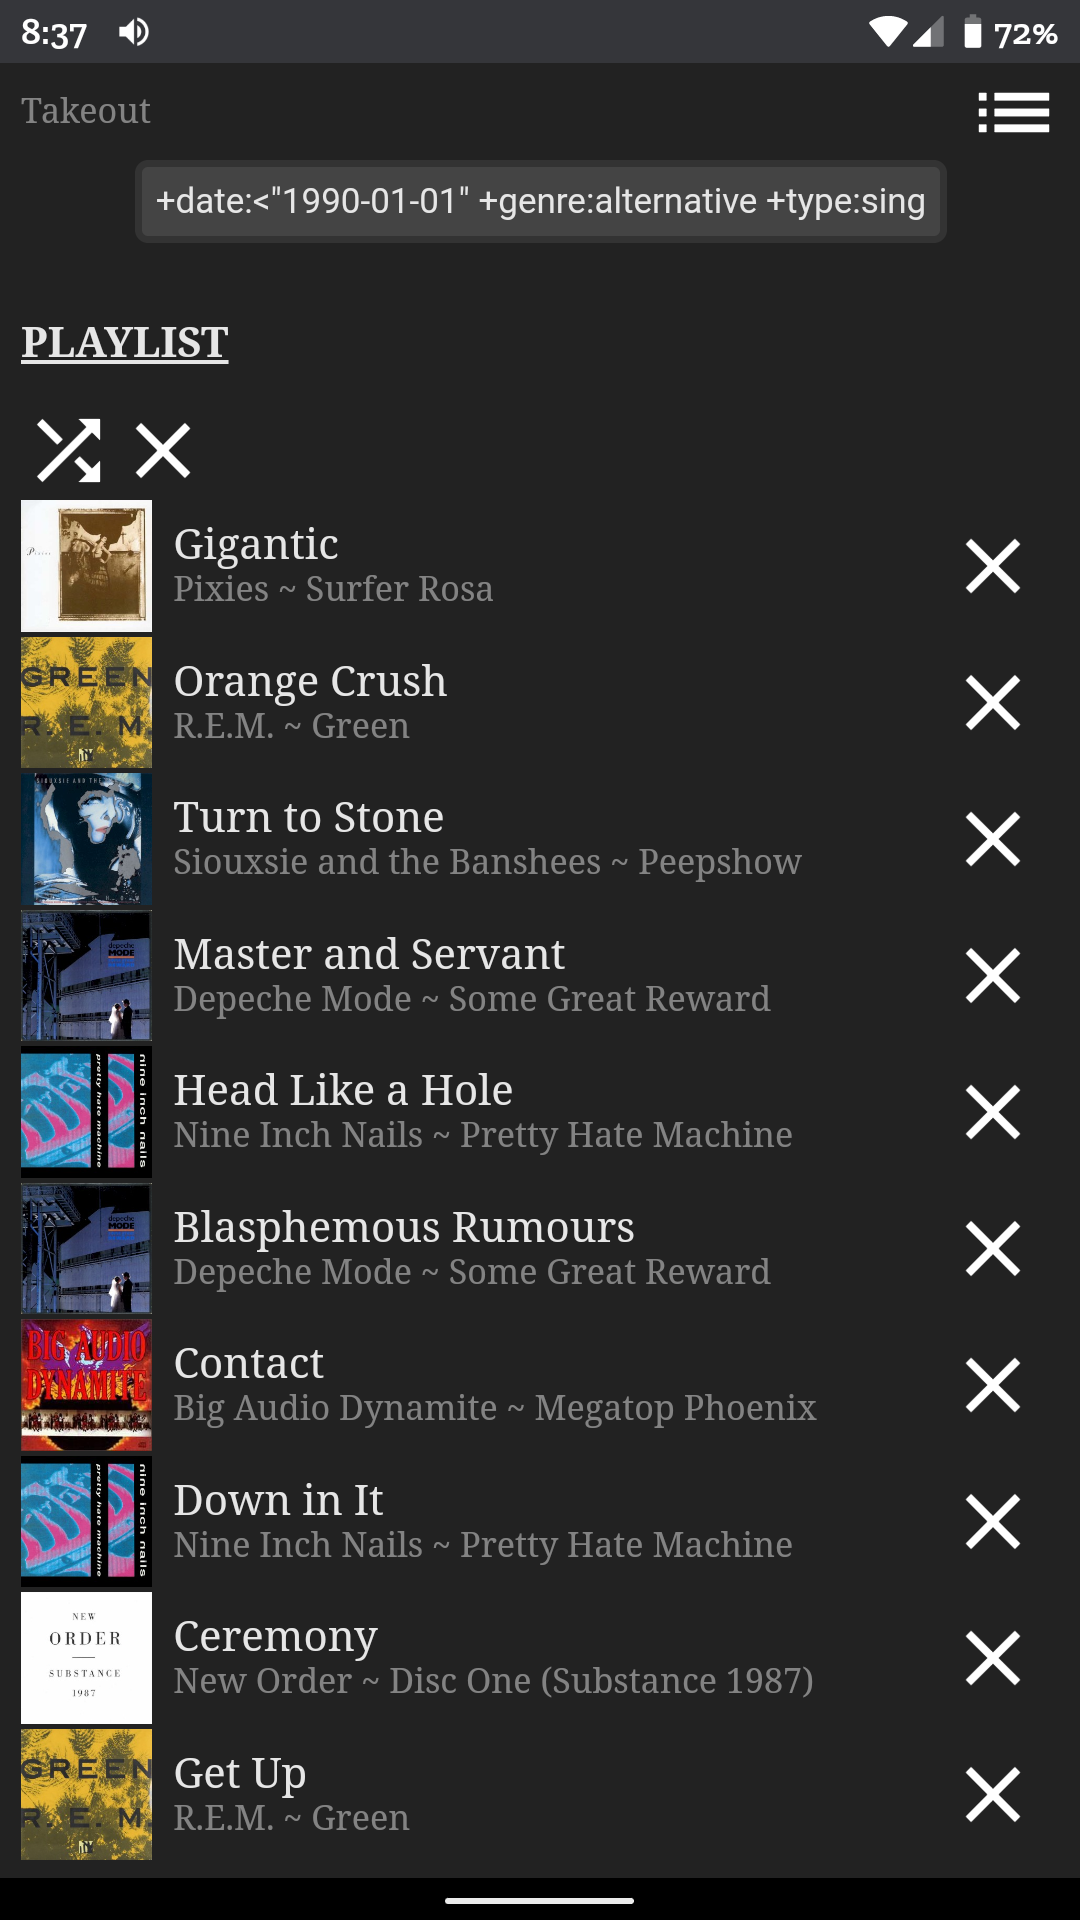 8:37 72%
Takeout
+date:<"1990-01-01" +genre:alternative +type:sing
PLAYLIST
Pixies
Gigantic
Pixies ~ Surfer Rosa
GREEN
R.E.M.
Orange Crush
R.E.M. ~ Green
SIOUXSIE AND THE
Turn to Stone
Siouxsie and the Banshees ~ Peepshow
depeche
MODE
Master and Servant
Depeche Mode ~ Some Great Reward
pretty hate machine
nine inch nails
Head Like a Hole
Nine Inch Nails ~ Pretty Hate Machine
depeche
MODE
Blasphemous Rumours
Depeche Mode ~ Some Great Reward
BIG AUDIO
DYNAMITE
Contact
Big Audio Dynamite ~ Megatop Phoenix
pretty hate machine
nine inch nails
Down in It
Nine Inch Nails ~ Pretty Hate Machine
NEW
ORDER
SUBSTANCE
1987
Ceremony
New Order ~ Disc One (Substance 1987)
GREEN
R.E.M.
Get Up
R.E.M. ~ Green